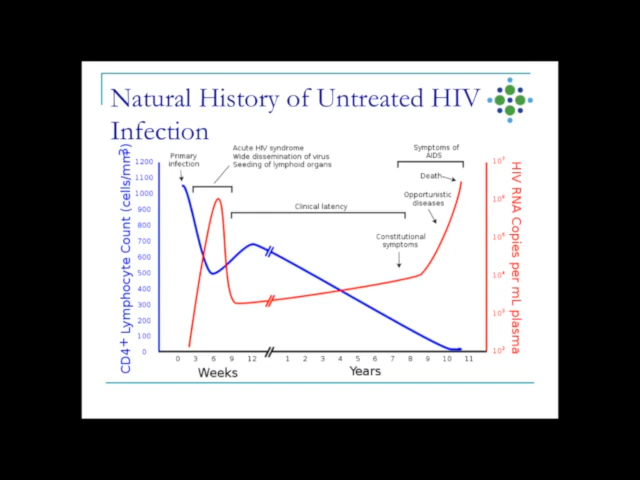 Natural History of Untreated HIV
Infection
Primary
infection
Acute HIV syndrome
Wide dissemination of virus
Seeding of lymphoid organs
Symptoms of
AIDS
Death
Opportunistic
diseases
Clinical latency
Constitutional
symptoms
CD4+ Lymphocyte Count (cells/mm³)
1200
1100
1000
900
800
700
600
500
400
300
200
100
0
10⁷
10⁶
10⁵
10⁴
10³
10²
HIV RNA Copies per mL plasma
0 3 6 9 12 1 2 3 4 5 6 7 8 9 10 11
Weeks Years